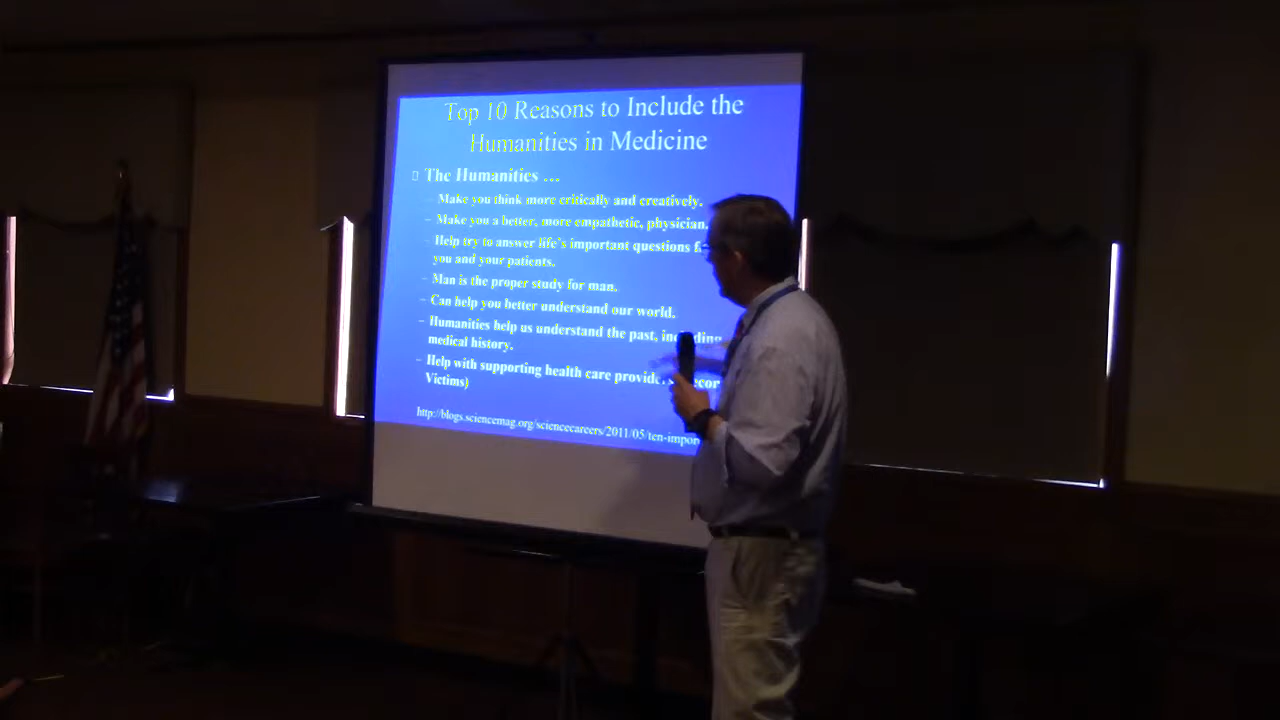 Top 10 Reasons to Include the
Humanities in Medicine
The Humanities …
– Make you think more critically and creatively.
– Make you a better, more empathetic, physician.
– Help try to answer life's important questions f
you and your patients.
– Man is the proper study for man.
– Can help you better understand our world.
– Humanities help us understand the past,
medical history.
– Help with supporting health care
Victims)
http://blogs.sciencemag.org/sciencecareers/2011/05/ten-impor